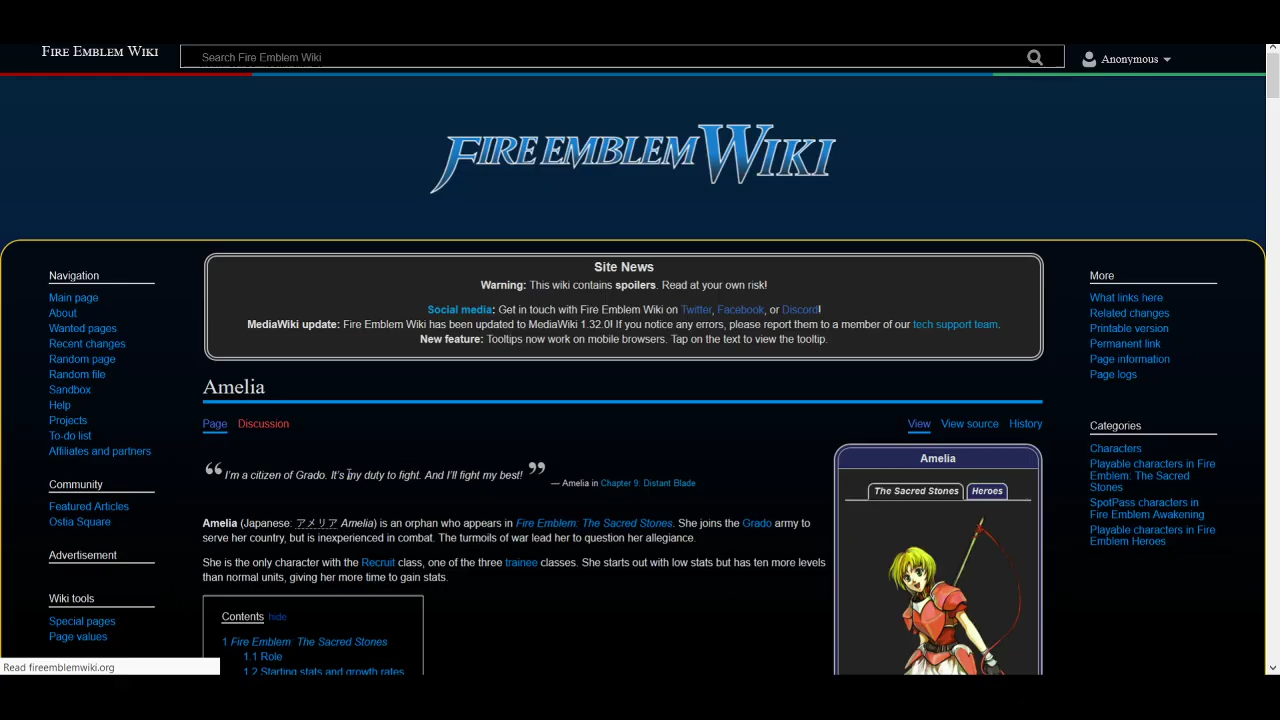 FIRE EMBLEM WIKI
Search Fire Emblem Wiki
Anonymous
FIRE EMBLEM WIKI
Navigation
Main page
About
Wanted pages
Recent changes
Random page
Random file
Sandbox
Help
Projects
To-do list
Affiliates and partners
Community
Featured Articles
Ostia Square
Advertisement
Wiki tools
Special pages
Page values
Read fireemblemwiki.org
Site News
Warning: This wiki contains spoilers. Read at your own risk!
Social media: Get in touch with Fire Emblem Wiki on Twitter, Facebook, or Discord!
MediaWiki update: Fire Emblem Wiki has been updated to MediaWiki 1.32.0! If you notice any errors, please report them to a member of our tech support team.
New feature: Tooltips now work on mobile browsers. Tap on the text to view the tooltip.
Amelia
Page Discussion View View source History
“ I'm a citizen of Grado. It's my duty to fight. And I'll fight my best! ”
— Amelia in Chapter 9: Distant Blade
Amelia (Japanese: アメリア Amelia) is an orphan who appears in Fire Emblem: The Sacred Stones. She joins the Grado army to
serve her country, but is inexperienced in combat. The turmoils of war lead her to question her allegiance.
She is the only character with the Recruit class, one of the three trainee classes. She starts out with low stats but has ten more levels
than normal units, giving her more time to gain stats.
Contents hide
1 Fire Emblem: The Sacred Stones
1.1 Role
1.2 Starting stats and growth rates
Amelia
The Sacred Stones Heroes
More
What links here
Related changes
Printable version
Permanent link
Page information
Page logs
Categories
Characters
Playable characters in Fire
Emblem: The Sacred
Stones
SpotPass characters in
Fire Emblem Awakening
Playable characters in Fire
Emblem Heroes